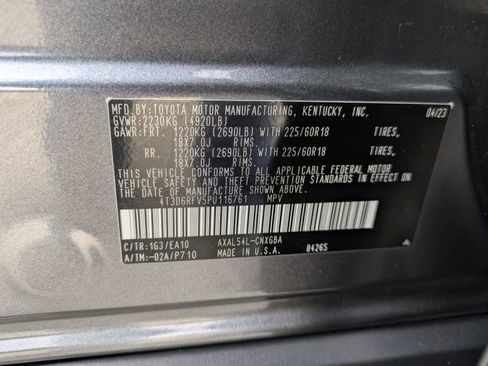 MFD.BY:TOYOTA MOTOR MANUFACTURING, KENTUCKY, INC. 04/23
GVWR:2230KG (4920LB)
GAWR:FRT. 1220KG (2690LB) WITH 225/60R18 TIRES,
18X7.0J RIMS.
RR. 1220KG (2690LB) WITH 225/60R18 TIRES,
18X7.0J RIMS.
THIS VEHICLE CONFORMS TO ALL APPLICABLE FEDERAL MOTOR
VEHICLE SAFETY AND THEFT PREVENTION STANDARDS IN EFFECT ON
THE DATE OF MANUFACTURE SHOWN ABOVE.
4T3D6RFV5PU116761 MPV
C/TR:1G3/EA10 AXAL54L-CNXGBA
A/TM:-02A/P710 MADE IN U.S.A. 84265